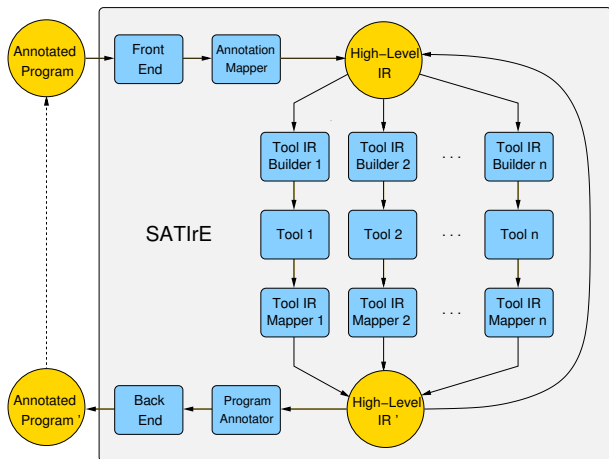 Annotated
Program
Front
End
Annotation
Mapper
High–Level
IR
Tool IR
Builder 1
Tool IR
Builder 2
. . .
Tool IR
Builder n
SATIrE
Tool 1
Tool 2
. . .
Tool n
Tool IR
Mapper 1
Tool IR
Mapper 2
. . .
Tool IR
Mapper n
Annotated
Program '
Back
End
Program
Annotator
High–Level
IR '